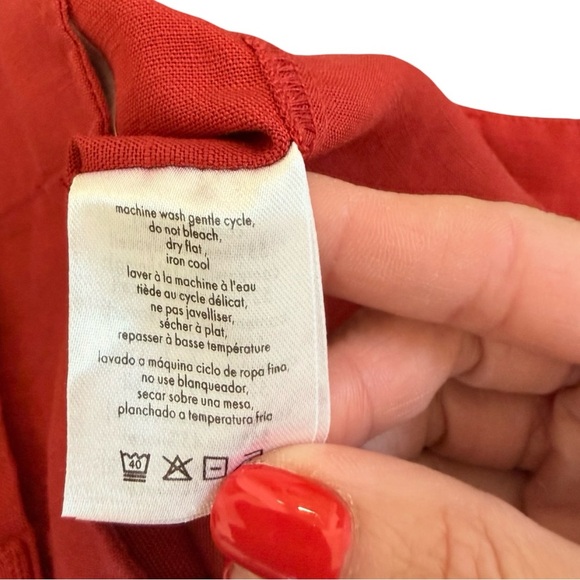 machine wash gentle cycle,
do not bleach,
dry flat ,
iron cool
laver à la machine à l'eau
tiède au cycle délicat,
ne pas javelliser,
sécher à plat,
repasser à basse température
lavado a máquina ciclo de ropa fina,
no use blanqueador,
secar sobre una mesa,
planchado a temperatura fría
40